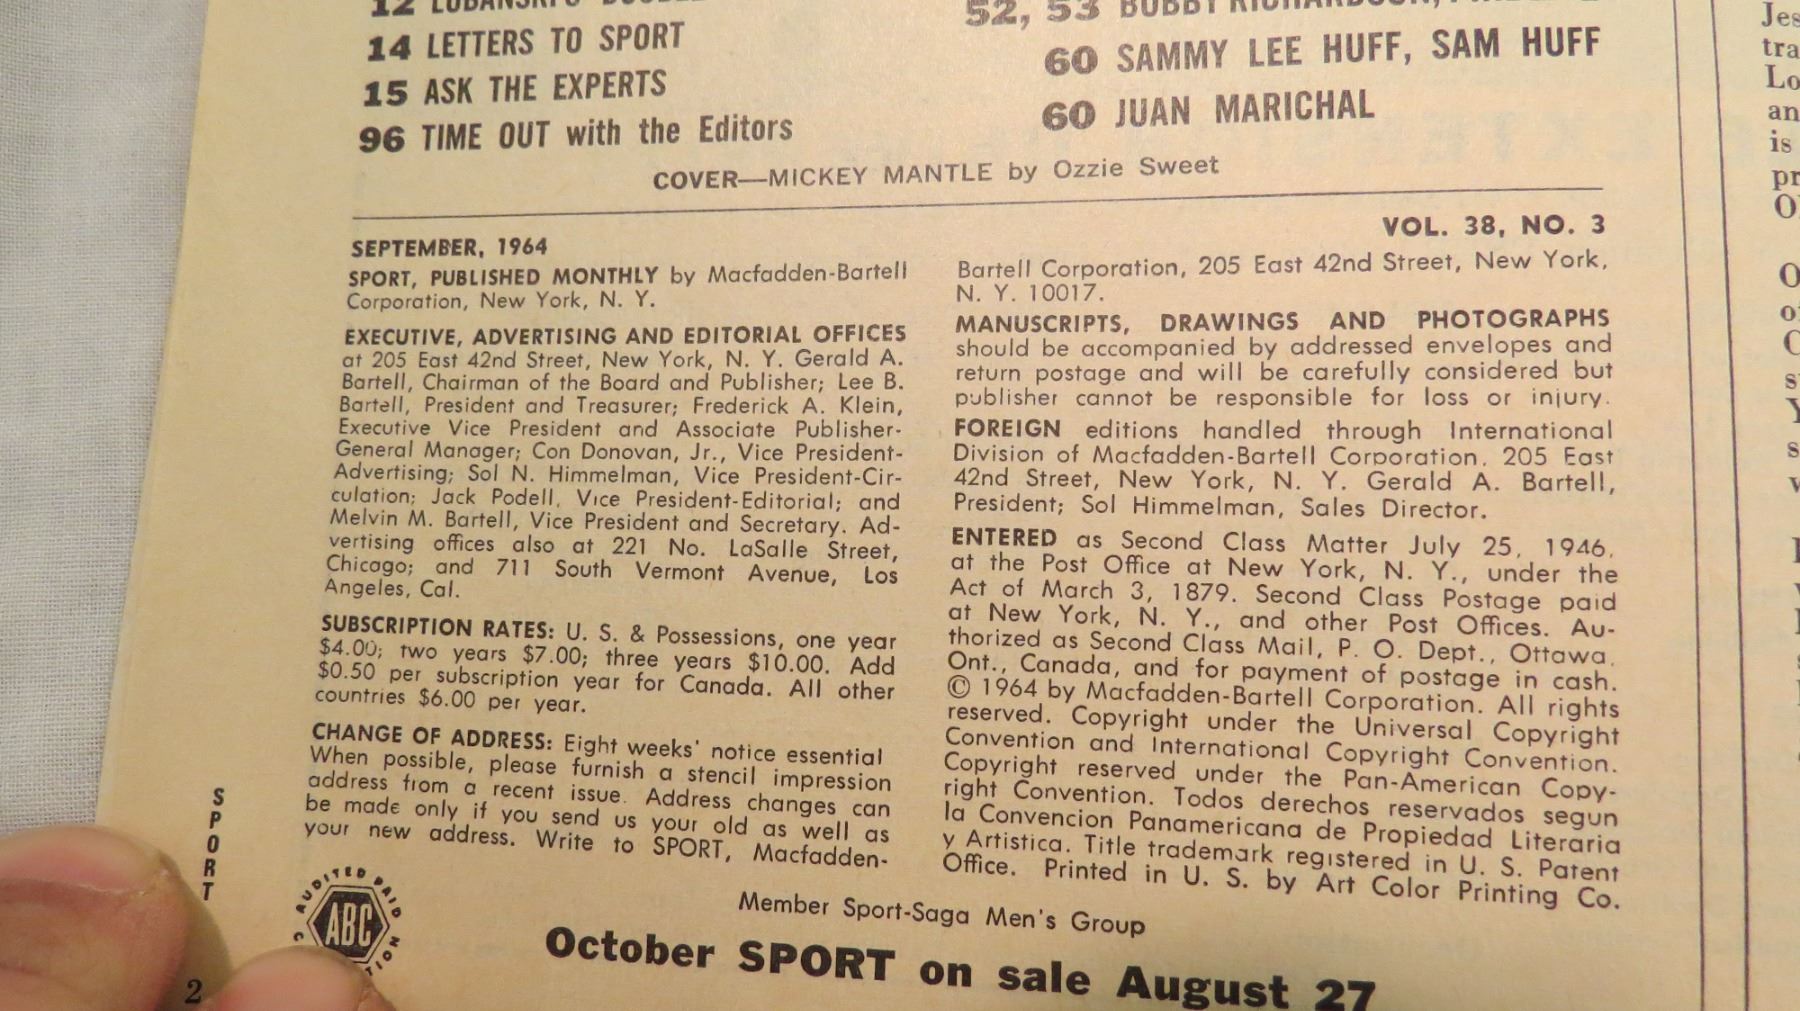 12 LUBANSKI'S
14 LETTERS TO SPORT
15 ASK THE EXPERTS
96 TIME OUT with the Editors
52, 53 BOBBY RICHARDSON,
60 SAMMY LEE HUFF, SAM HUFF
60 JUAN MARICHAL
COVER—MICKEY MANTLE by Ozzie Sweet
SEPTEMBER, 1964
VOL. 38, NO. 3
SPORT, PUBLISHED MONTHLY by Macfadden-Bartell
Corporation, New York, N. Y.
EXECUTIVE, ADVERTISING AND EDITORIAL OFFICES
at 205 East 42nd Street, New York, N. Y. Gerald A.
Bartell, Chairman of the Board and Publisher; Lee B.
Bartell, President and Treasurer; Frederick A. Klein,
Executive Vice President and Associate Publisher-
General Manager; Con Donovan, Jr., Vice President-
Advertising; Sol N. Himmelman, Vice President-Cir-
culation; Jack Podell, Vice President-Editorial; and
Melvin M. Bartell, Vice President and Secretary. Ad-
vertising offices also at 221 No. LaSalle Street,
Chicago; and 711 South Vermont Avenue, Los
Angeles, Cal.
SUBSCRIPTION RATES: U. S. & Possessions, one year
$4.00; two years $7.00; three years $10.00. Add
$0.50 per subscription year for Canada. All other
countries $6.00 per year.
CHANGE OF ADDRESS: Eight weeks' notice essential
When possible, please furnish a stencil impression
address from a recent issue. Address changes can
be made only if you send us your old as well as
your new address. Write to SPORT, Macfadden-
Bartell Corporation, 205 East 42nd Street, New York,
N. Y. 10017.
MANUSCRIPTS, DRAWINGS AND PHOTOGRAPHS
should be accompanied by addressed envelopes and
return postage and will be carefully considered but
publisher cannot be responsible for loss or injury.
FOREIGN editions handled through International
Division of Macfadden-Bartell Corporation. 205 East
42nd Street, New York, N. Y. Gerald A. Bartell,
President; Sol Himmelman, Sales Director.
ENTERED as Second Class Matter July 25, 1946,
at the Post Office at New York, N. Y., under the
Act of March 3, 1879. Second Class Postage paid
at New York, N. Y., and other Post Offices. Au-
thorized as Second Class Mail, P. O. Dept., Ottawa,
Ont., Canada, and for payment of postage in cash.
© 1964 by Macfadden-Bartell Corporation. All rights
reserved. Copyright under the Universal Copyright
Convention and International Copyright Convention.
Copyright reserved under the Pan-American Copy-
right Convention. Todos derechos reservados segun
la Convencion Panamericana de Propiedad Literaria
y Artistica. Title trademark registered in U. S. Patent
Office. Printed in U. S. by Art Color Printing Co.
Member Sport-Saga Men's Group
October SPORT on sale August 27
SPORT
AUDITED PAID
ABC
2
is